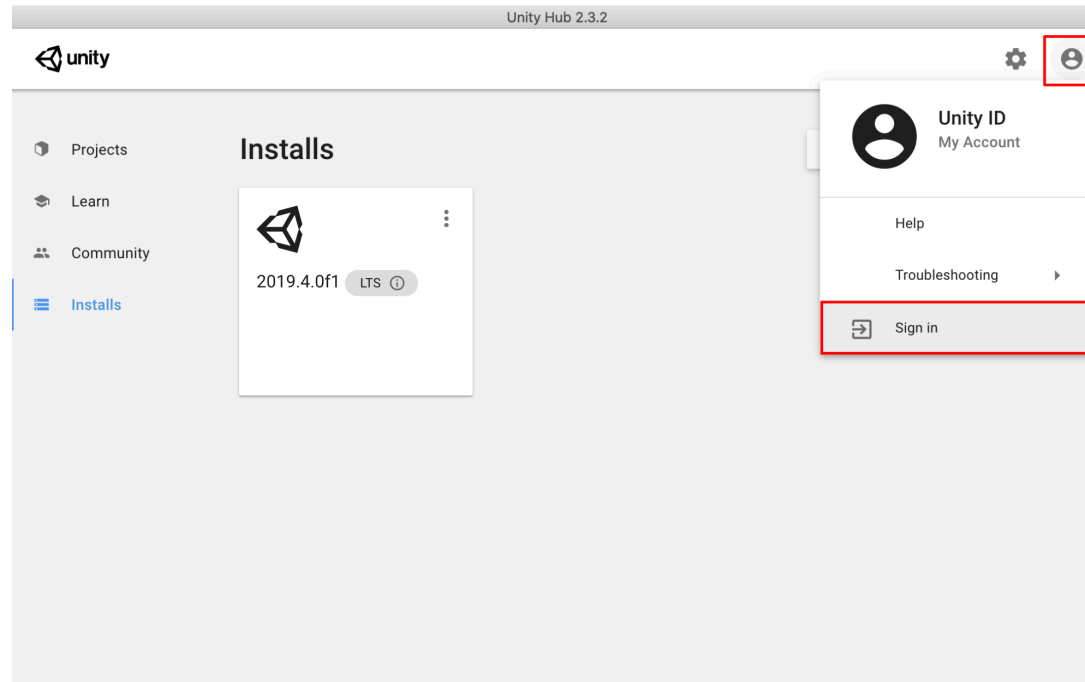 Unity Hub 2.3.2
unity
Projects
Learn
Community
Installs
Installs
2019.4.0f1 LTS
Unity ID
My Account
Help
Troubleshooting
Sign in